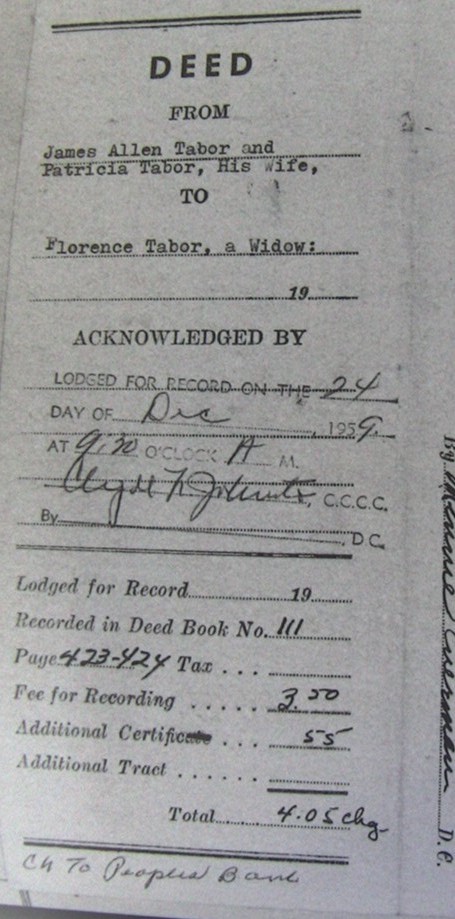 DEED
FROM
James Allen Tabor and
Patricia Tabor, His Wife,
TO
Florence Tabor, a Widow:
19
ACKNOWLEDGED BY
LODGED FOR RECORD ON THE 24
DAY OF Dec, 1959.
AT O'CLOCK A M.
Clyde, C.C.C.C.
By, D C.
Lodged for Record 19
Recorded in Deed Book No. 111
Page 423-424 Tax . . .
Fee for Recording . . . . . 3.50
Additional Certificate . . . 55
Additional Tract . . . . . .
Total 4.05 chg
Ch To Peoples Bank
By D.C.